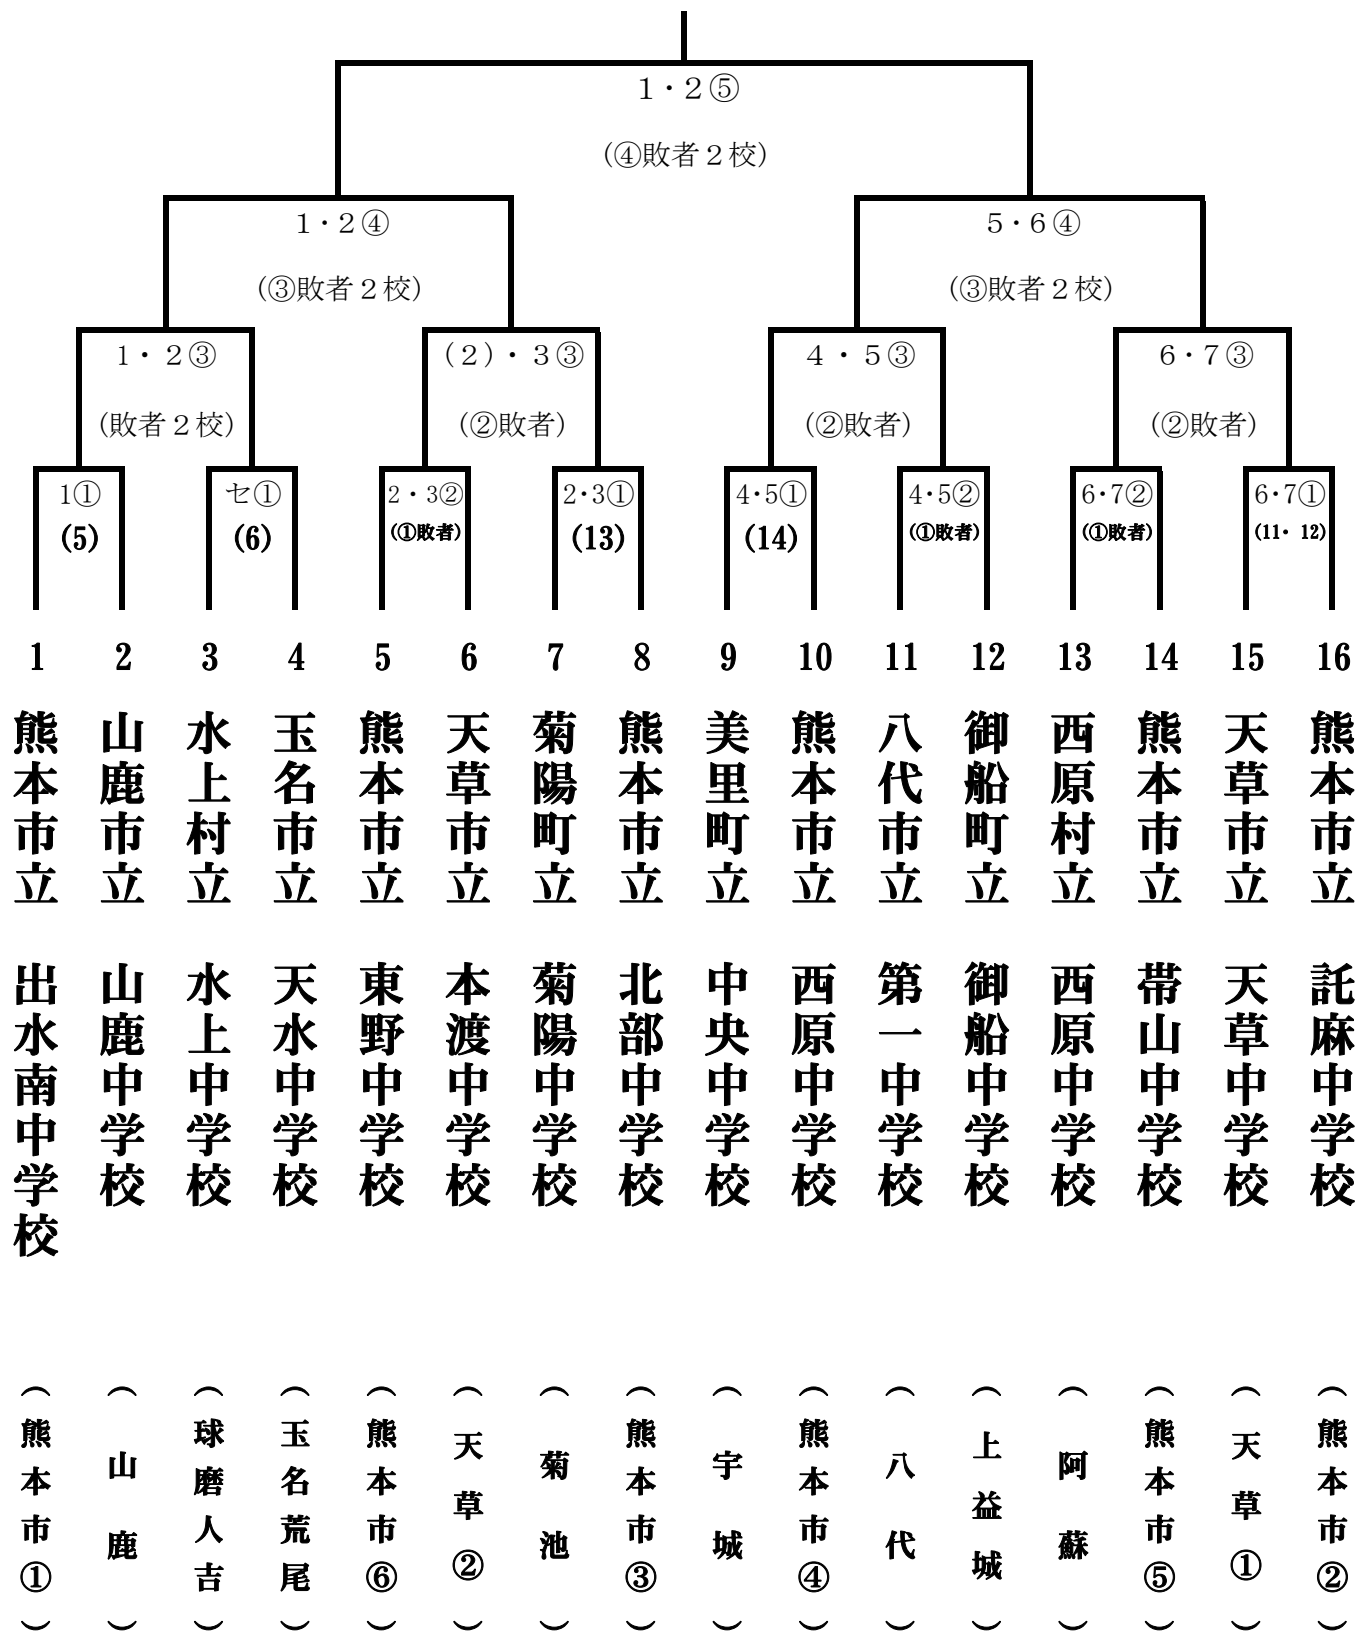 1・2⑤
(④敗者2校)
1・2④
5・6④
(③敗者2校)
(③敗者2校)
1・2③
(2)・3③
4・5③
6・7③
(敗者2校)
(②敗者)
(②敗者)
(②敗者)
1①
セ①
2・3②
2・3①
4・5①
4・5②
6・7②
6・7①
(5)
(6)
(①敗者)
(13)
(14)
(①敗者)
(①敗者)
(11・12)
1
2
3
4
5
6
7
8
9
10
11
12
13
14
15
16
熊本市立 出水南中学校
山鹿市立 山鹿中学校
水上村立 水上中学校
玉名市立 天水中学校
熊本市立 東野中学校
天草市立 本渡中学校
菊陽町立 菊陽中学校
熊本市立 北部中学校
美里町立 中央中学校
熊本市立 西原中学校
八代市立 第一中学校
御船町立 御船中学校
西原村立 西原中学校
熊本市立 帯山中学校
天草市立 天草中学校
熊本市立 託麻中学校
(熊本市①)
(山鹿)
(球磨人吉)
(玉名荒尾)
(熊本市⑥)
(天草②)
(菊池)
(熊本市③)
(宇城)
(熊本市④)
(八代)
(上益城)
(阿蘇)
(熊本市⑤)
(天草①)
(熊本市②)